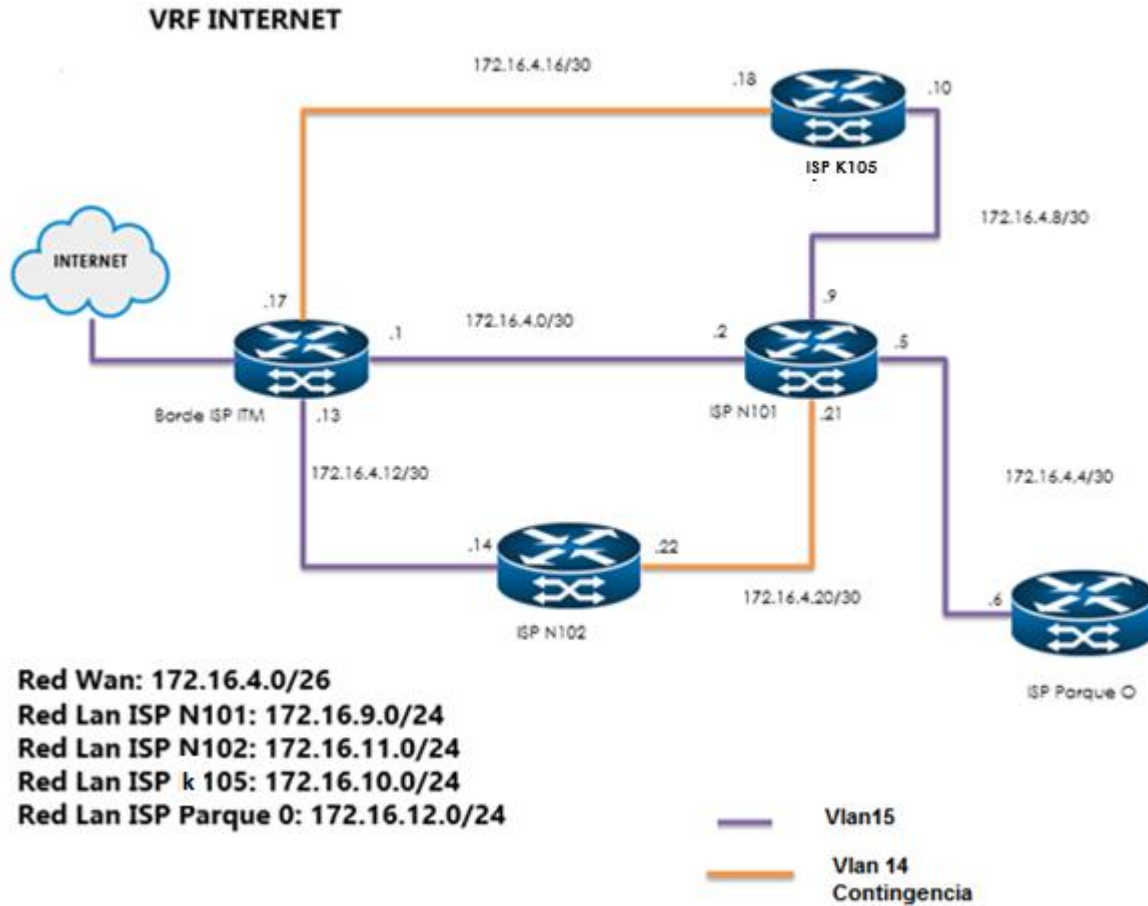 VRF INTERNET
172.16.4.16/30
.18
.10
ISP K105
172.16.4.8/30
INTERNET
.17
.9
172.16.4.0/30
.1
.2
.5
Borde ISP ITM
.13
ISP N101
.21
172.16.4.12/30
172.16.4.4/30
.14
.22
172.16.4.20/30
.6
ISP N102
ISP Parque O
Red Wan: 172.16.4.0/26
Red Lan ISP N101: 172.16.9.0/24
Red Lan ISP N102: 172.16.11.0/24
Red Lan ISP k 105: 172.16.10.0/24
Red Lan ISP Parque 0: 172.16.12.0/24
Vlan15
Vlan 14
Contingencia